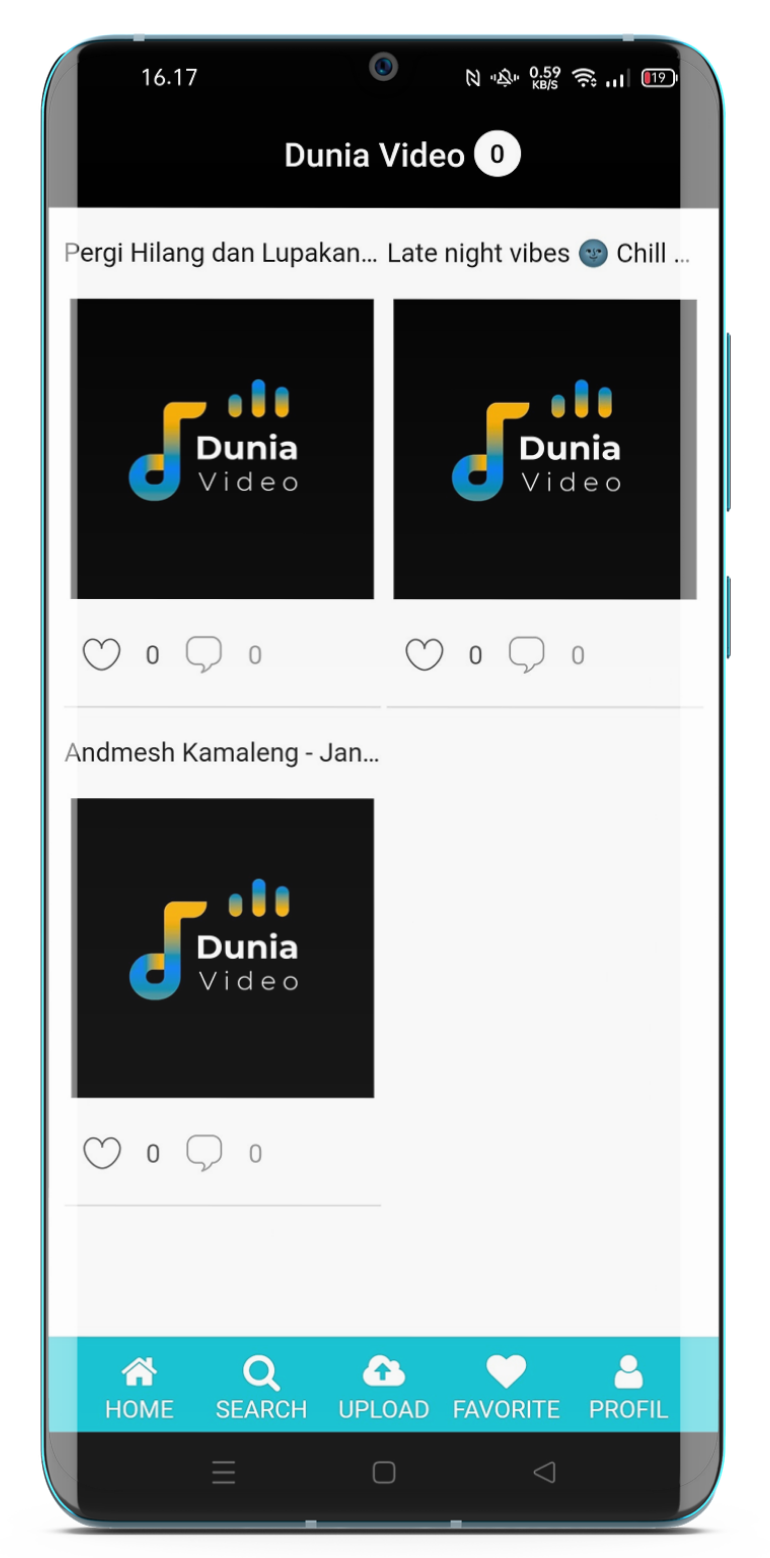 16.17 0.59 KB/S 19
Dunia Video 0
Pergi Hilang dan Lupakan... Late night vibes 🌚 Chill ...
Dunia
Video
Dunia
Video
0 0 0 0
Andmesh Kamaleng - Jan...
Dunia
Video
0 0
HOME SEARCH UPLOAD FAVORITE PROFIL